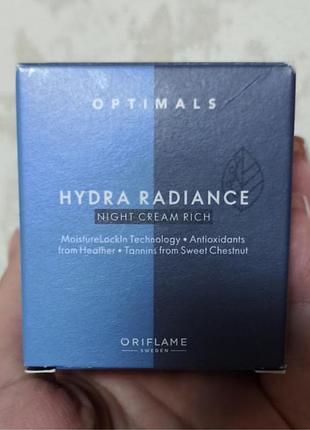 OPTIMALS
HYDRA RADIANCE
NIGHT CREAM RICH
MoistureLockIn Technology • Antioxidants
from Heather • Tannins from Sweet Chestnut
ORIFLAME
SWEDEN